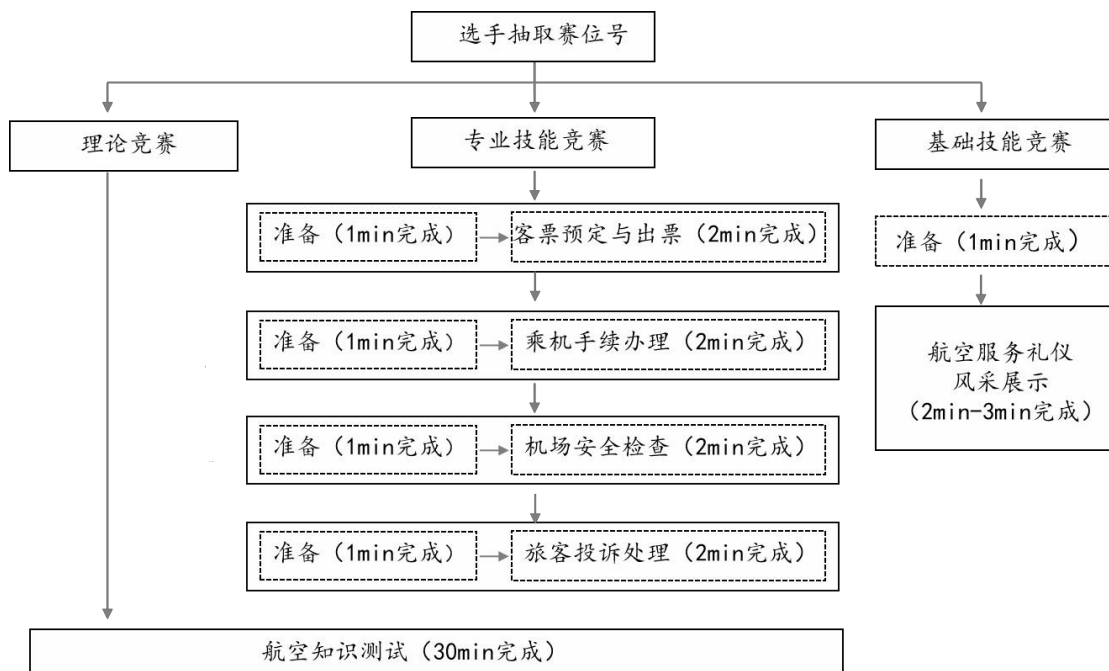 选手抽取赛位号
理论竞赛
专业技能竞赛
基础技能竞赛
准备（1min完成）
客票预定与出票（2min完成）
准备（1min完成）
乘机手续办理（2min完成）
准备（1min完成）
机场安全检查（2min完成）
准备（1min完成）
旅客投诉处理（2min完成）
准备（1min完成）
航空服务礼仪
风采展示
（2min-3min完成）
航空知识测试（30min完成）